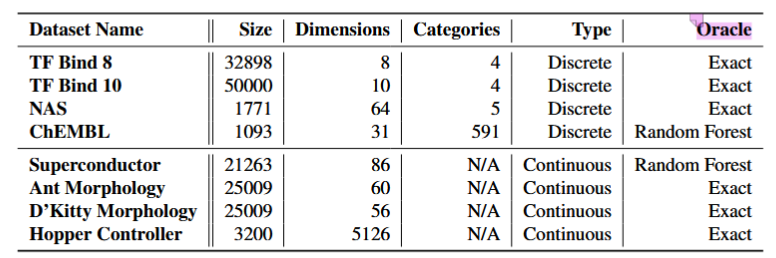 Dataset Name Size Dimensions Categories Type Oracle
TF Bind 8 32898 8 4 Discrete Exact
TF Bind 10 50000 10 4 Discrete Exact
NAS 1771 64 5 Discrete Exact
ChEMBL 1093 31 591 Discrete Random Forest
Superconductor 21263 86 N/A Continuous Random Forest
Ant Morphology 25009 60 N/A Continuous Exact
D'Kitty Morphology 25009 56 N/A Continuous Exact
Hopper Controller 3200 5126 N/A Continuous Exact